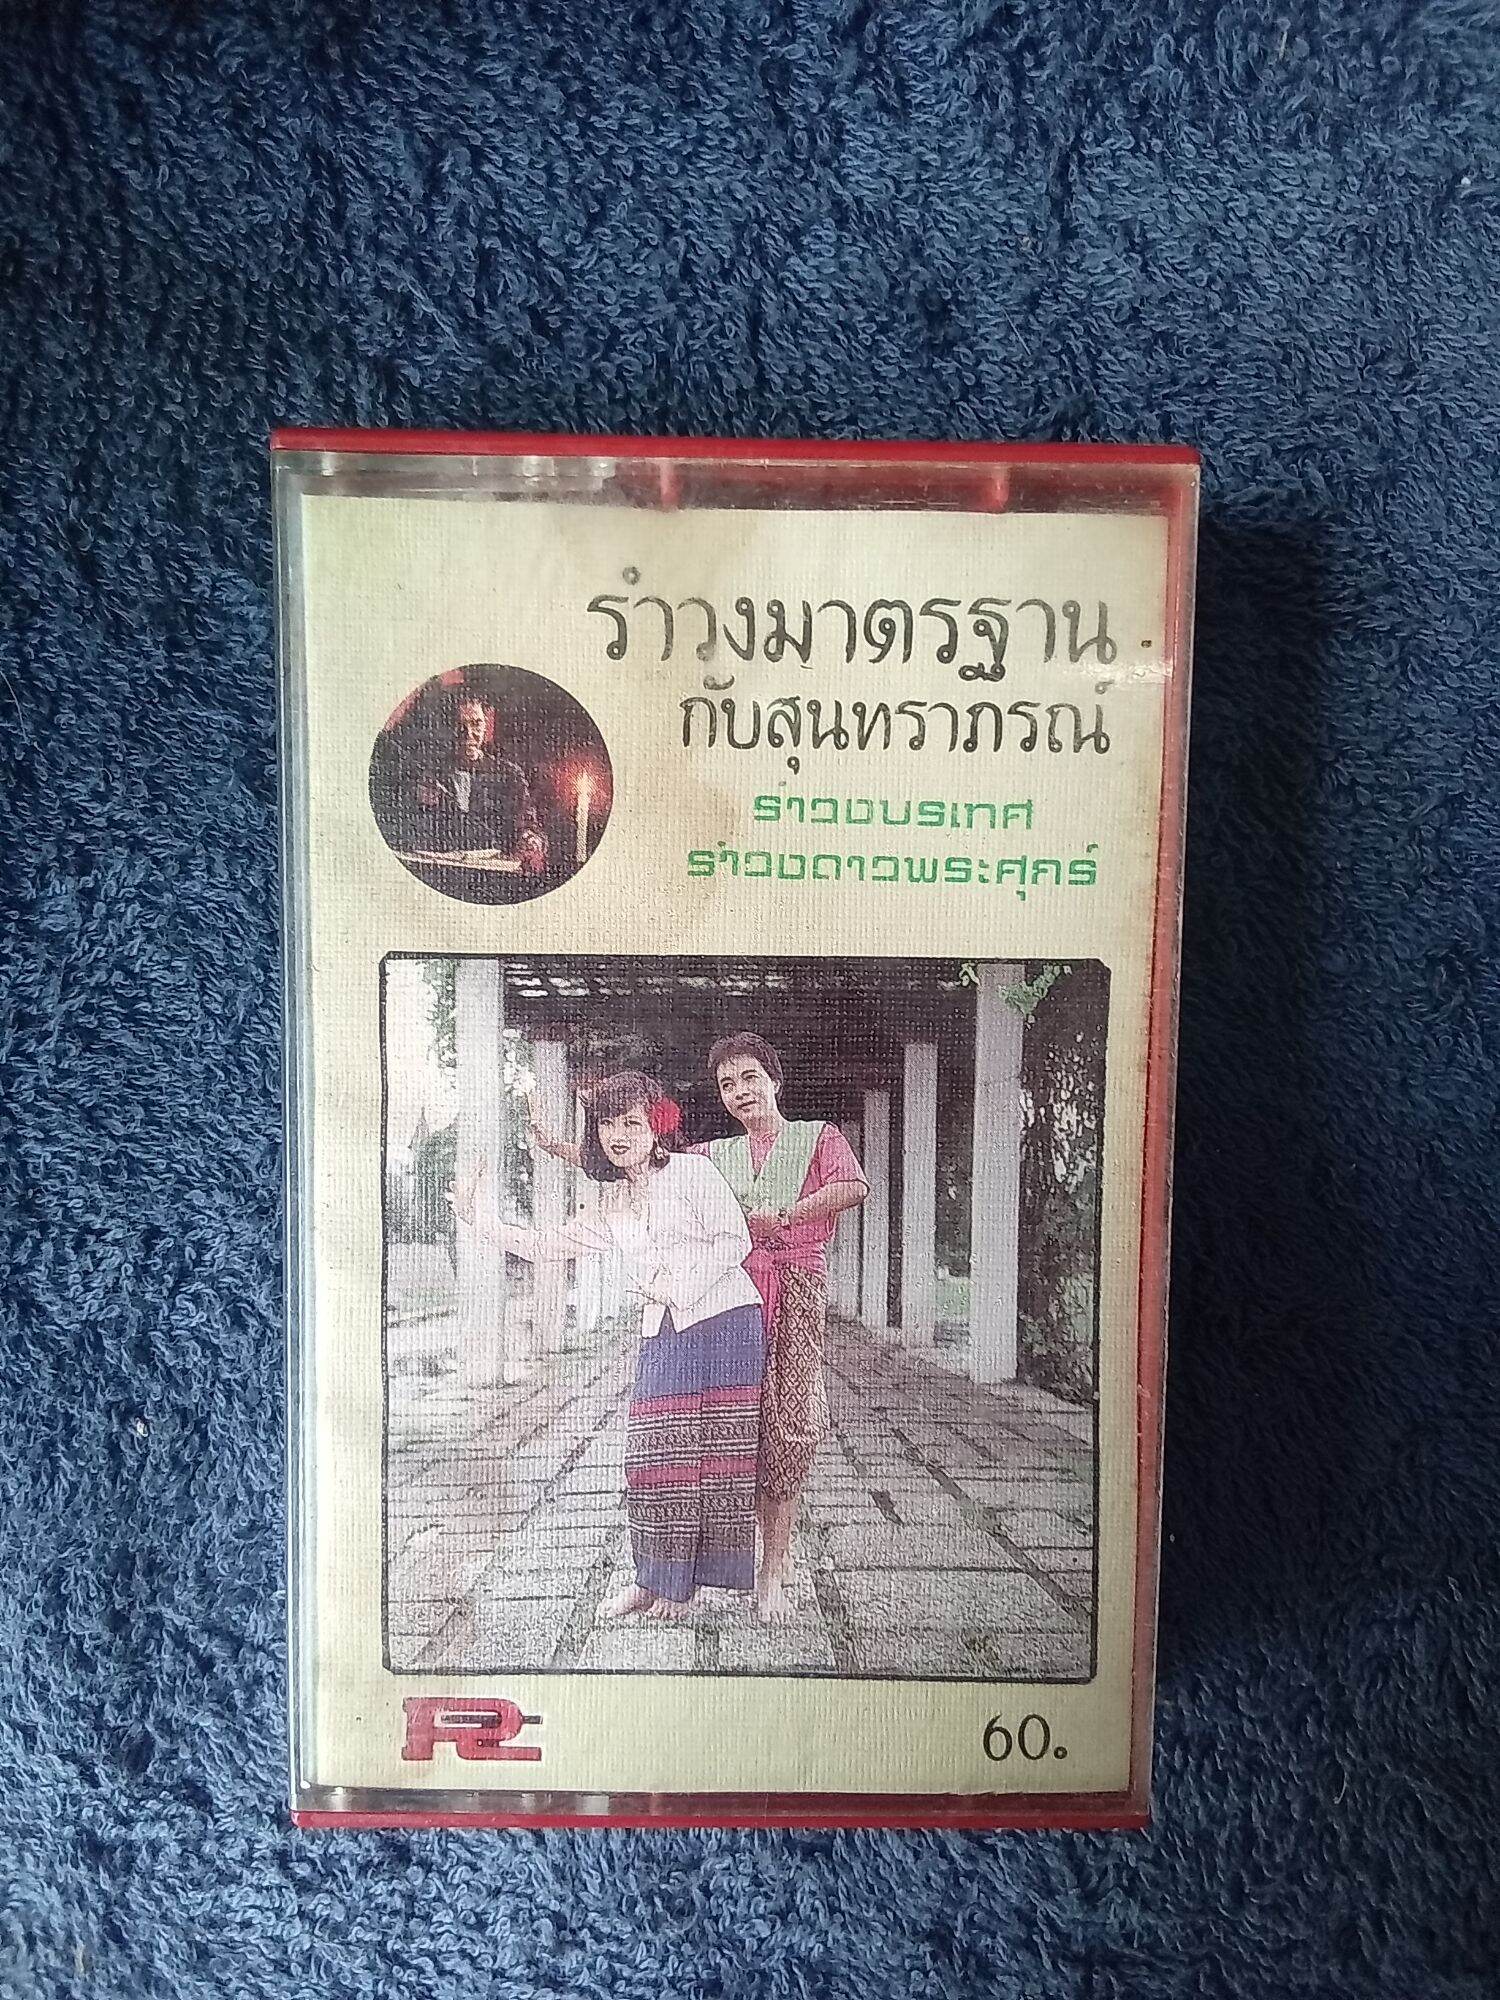 รำวงมาตรฐาน
กับสุนทราภรณ์
รำวงบรเทศ
รำวงดาวพระศุกร์
60.